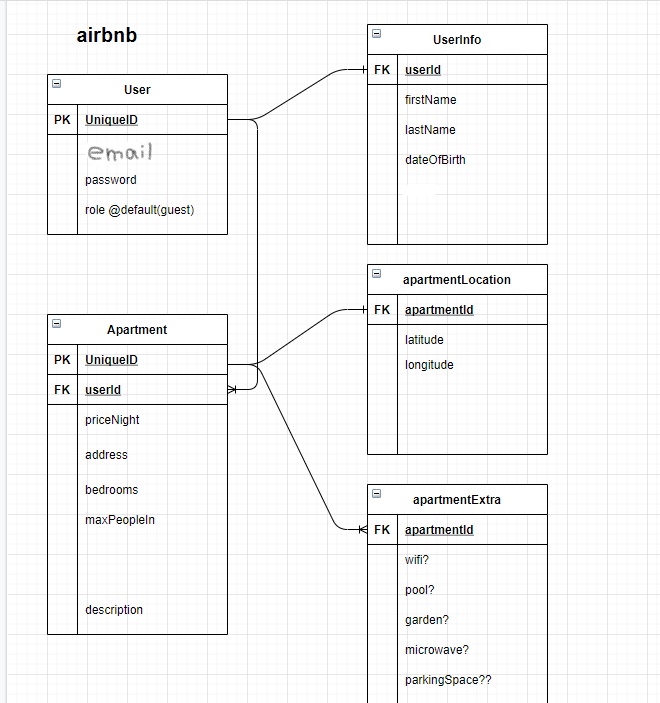 airbnb
User
PK UniqueID
email
password
role @default(guest)
UserInfo
FK userId
firstName
lastName
dateOfBirth
Apartment
PK UniqueID
FK userId
priceNight
address
bedrooms
maxPeopleIn
description
apartmentLocation
FK apartmentId
latitude
longitude
apartmentExtra
FK apartmentId
wifi?
pool?
garden?
microwave?
parkingSpace??